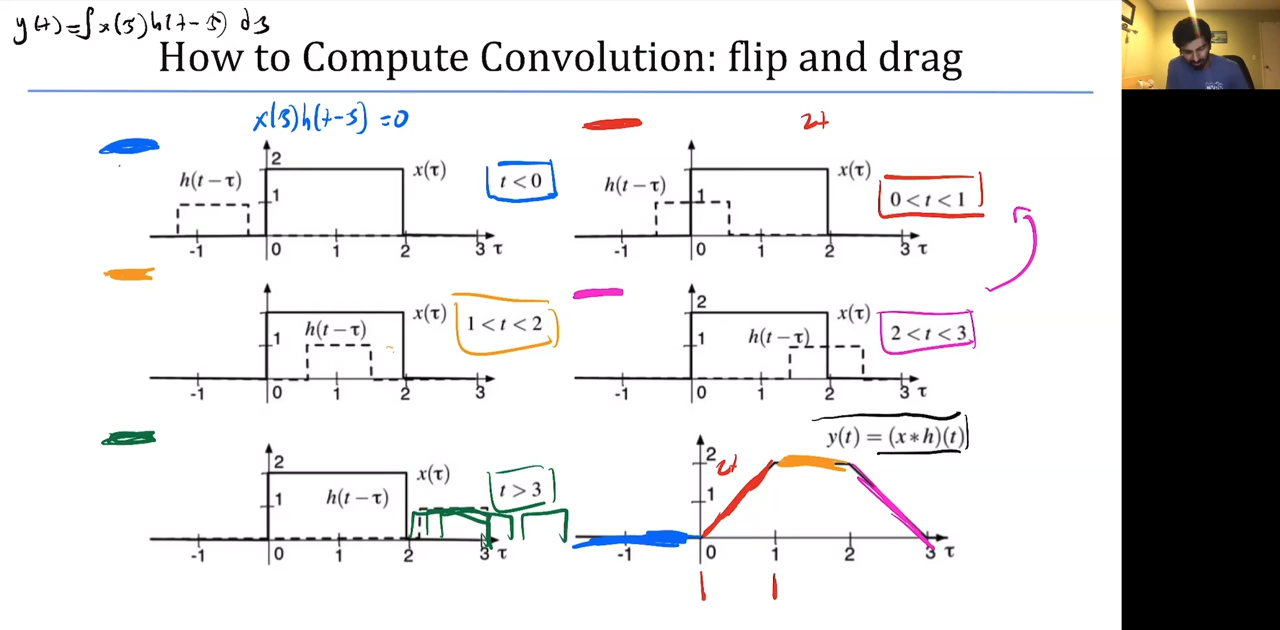 y(t)=∫x(τ)h(t-τ) dτ
How to Compute Convolution: flip and drag
x(τ)h(t-τ)=0
2t
2
h(t − τ)
x(τ)
t < 0
1
-1
0
1
2
3 τ
h(t − τ)
x(τ)
0 < t < 1
1
-1
0
1
2
3 τ
x(τ)
1 < t < 2
h(t − τ)
1
-1
0
1
2
3
2
x(τ)
2 < t < 3
h(t − τ)
1
-1
0
1
2
3 τ
2
x(τ)
t > 3
1
h(t − τ)
-1
0
1
2
3 τ
y(t) = (x∗h)(t)
2
2t
1
-1
0
1
2
3 τ